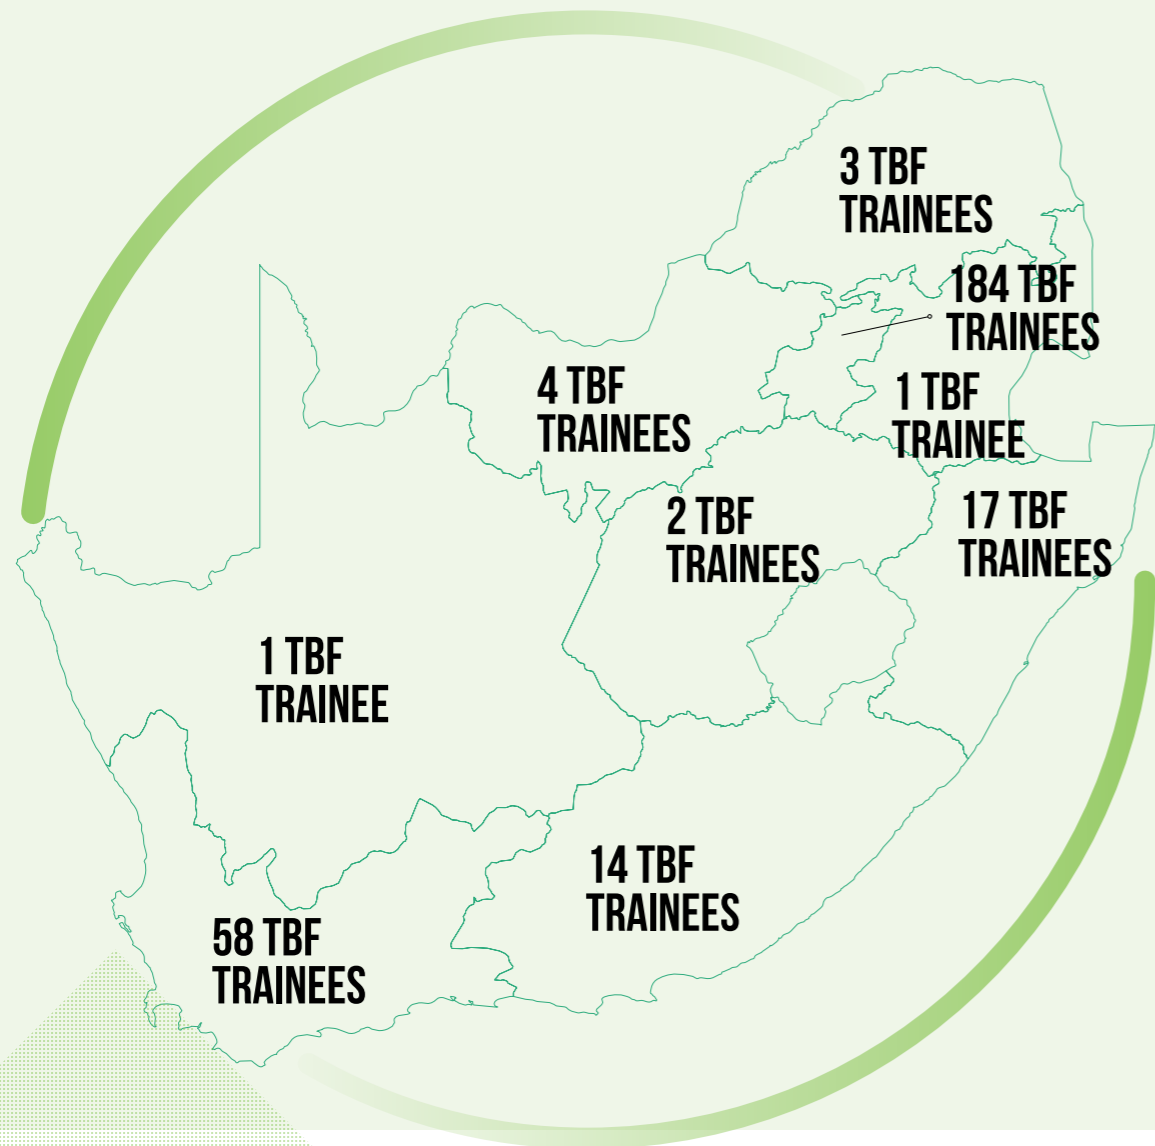 3 TBF
TRAINEES
184 TBF
TRAINEES
4 TBF
TRAINEES
1 TBF
TRAINEE
2 TBF
TRAINEES
17 TBF
TRAINEES
1 TBF
TRAINEE
14 TBF
TRAINEES
58 TBF
TRAINEES